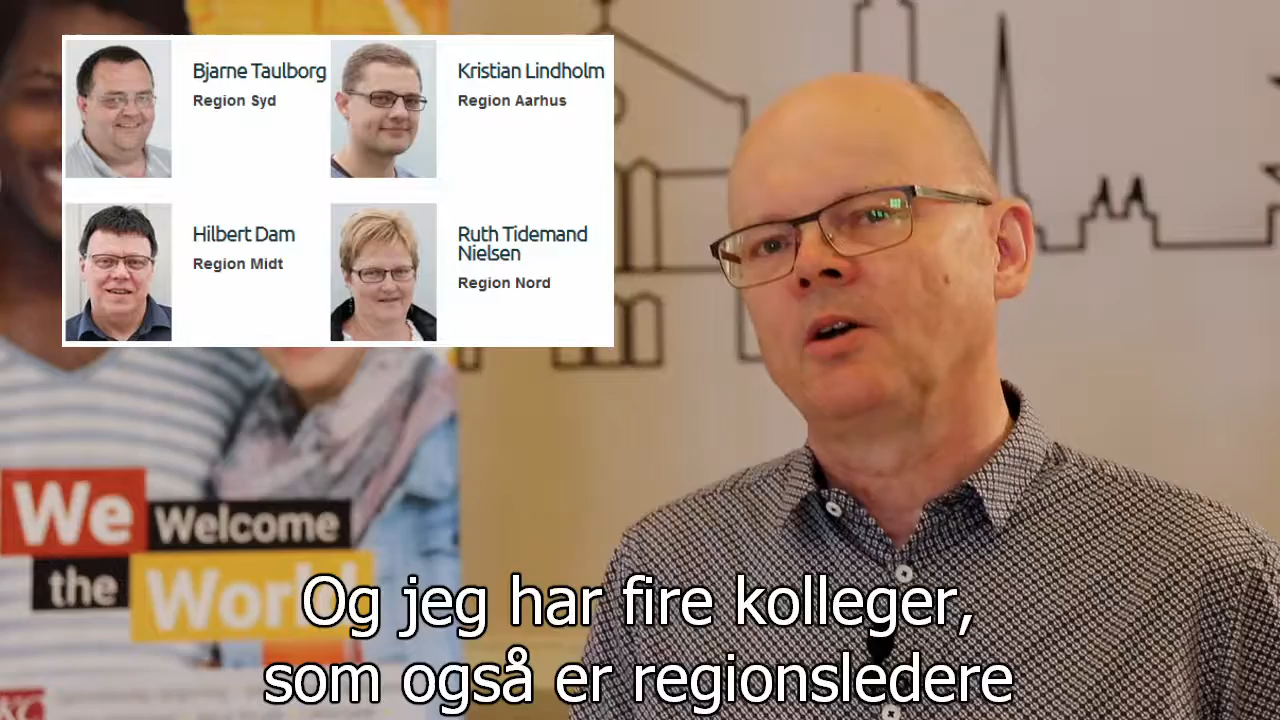 Bjarne Taulborg
Region Syd
Kristian Lindholm
Region Aarhus
Hilbert Dam
Region Midt
Ruth Tidemand
Nielsen
Region Nord
We
Welcome
the
World
Og jeg har fire kolleger,
som også er regionsledere